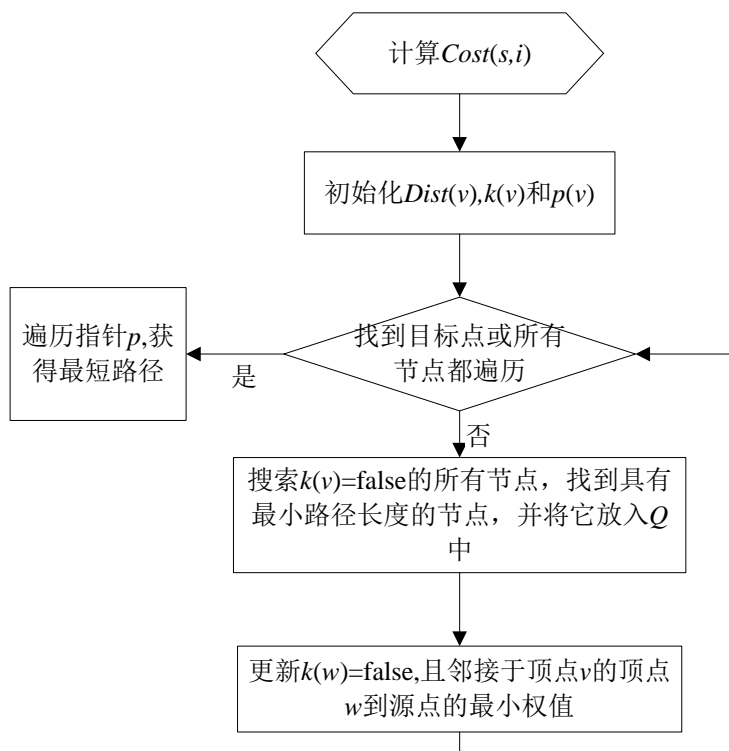 计算Cost(s,i)
初始化Dist(v),k(v)和p(v)
找到目标点或所有
节点都遍历
遍历指针p,获
得最短路径
是
否
搜索k(v)=false的所有节点，找到具有
最小路径长度的节点，并将它放入Q
中
更新k(w)=false,且邻接于顶点v的顶点
w到源点的最小权值